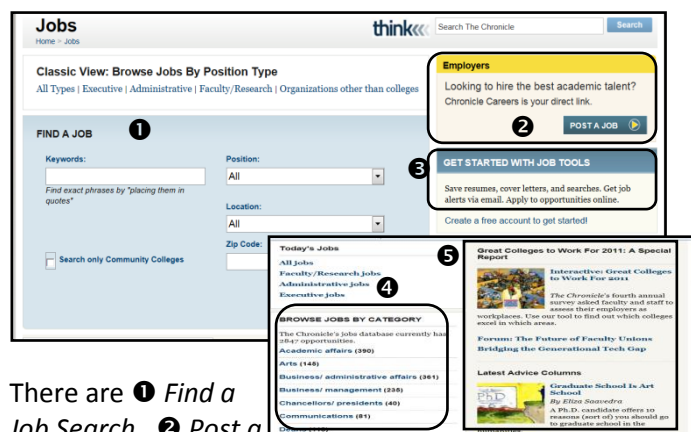 Jobs
Home > Jobs
think
Search The Chronicle
Search
Classic View: Browse Jobs By Position Type
All Types | Executive | Administrative | Faculty/Research | Organizations other than colleges
Employers
Looking to hire the best academic talent?
Chronicle Careers is your direct link.
❷
POST A JOB
FIND A JOB
❶
Keywords:
Find exact phrases by "placing them in
quotes"
Search only Community Colleges
Position:
All
Location:
All
Zip Code:
❸
GET STARTED WITH JOB TOOLS
Save resumes, cover letters, and searches. Get job
alerts via email. Apply to opportunities online.
Create a free account to get started!
Today's Jobs
All jobs
Faculty/Research jobs
Administrative jobs
Executive jobs
❹
BROWSE JOBS BY CATEGORY
The Chronicle's jobs database currently has
2847 opportunities.
Academic affairs (390)
Arts (146)
Business/ administrative affairs (361)
Business/ management (235)
Chancellors/ presidents (40)
Communications (81)
❺
Great Colleges to Work For 2011: A Special
Report
Interactive: Great Colleges
to Work For 2011
The Chronicle's fourth annual
survey asked faculty and staff to
assess their employers as
workplaces. Use our tool to find out which colleges
excel in which areas.
Forum: The Future of Faculty Unions
Bridging the Generational Tech Gap
Latest Advice Columns
PhD
Graduate School Is Art
School
By Eliza Saavedra
A Ph.D. candidate offers 10
reasons (sort of) you should go
to graduate school in the
There are ❶ Find a
Job Search, ❷ Post a